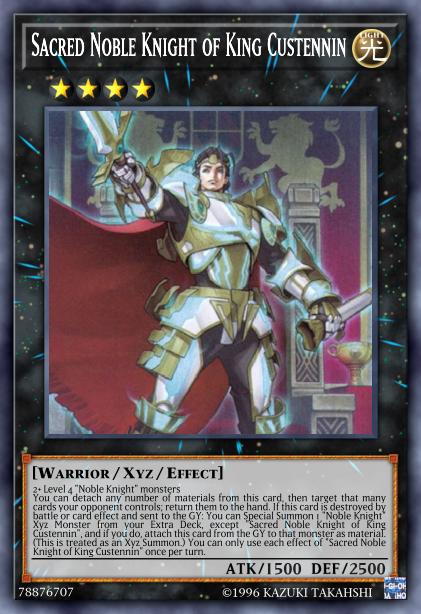 SACRED NOBLE KNIGHT OF KING CUSTENNIN
LIGHT
光
[WARRIOR / XYZ / EFFECT]
2+ Level 4 "Noble Knight" monsters
You can detach any number of materials from this card, then target that many
cards your opponent controls; return them to the hand. If this card is destroyed by
battle or card effect and sent to the GY: You can Special Summon 1 "Noble Knight"
Xyz Monster from your Extra Deck, except "Sacred Noble Knight of King
Custennin", and if you do, attach this card from the GY to that monster as material.
(This is treated as an Xyz Summon.) You can only use each effect of "Sacred Noble
Knight of King Custennin" once per turn.
ATK/1500 DEF/2500
78876707
©1996 KAZUKI TAKAHSHI